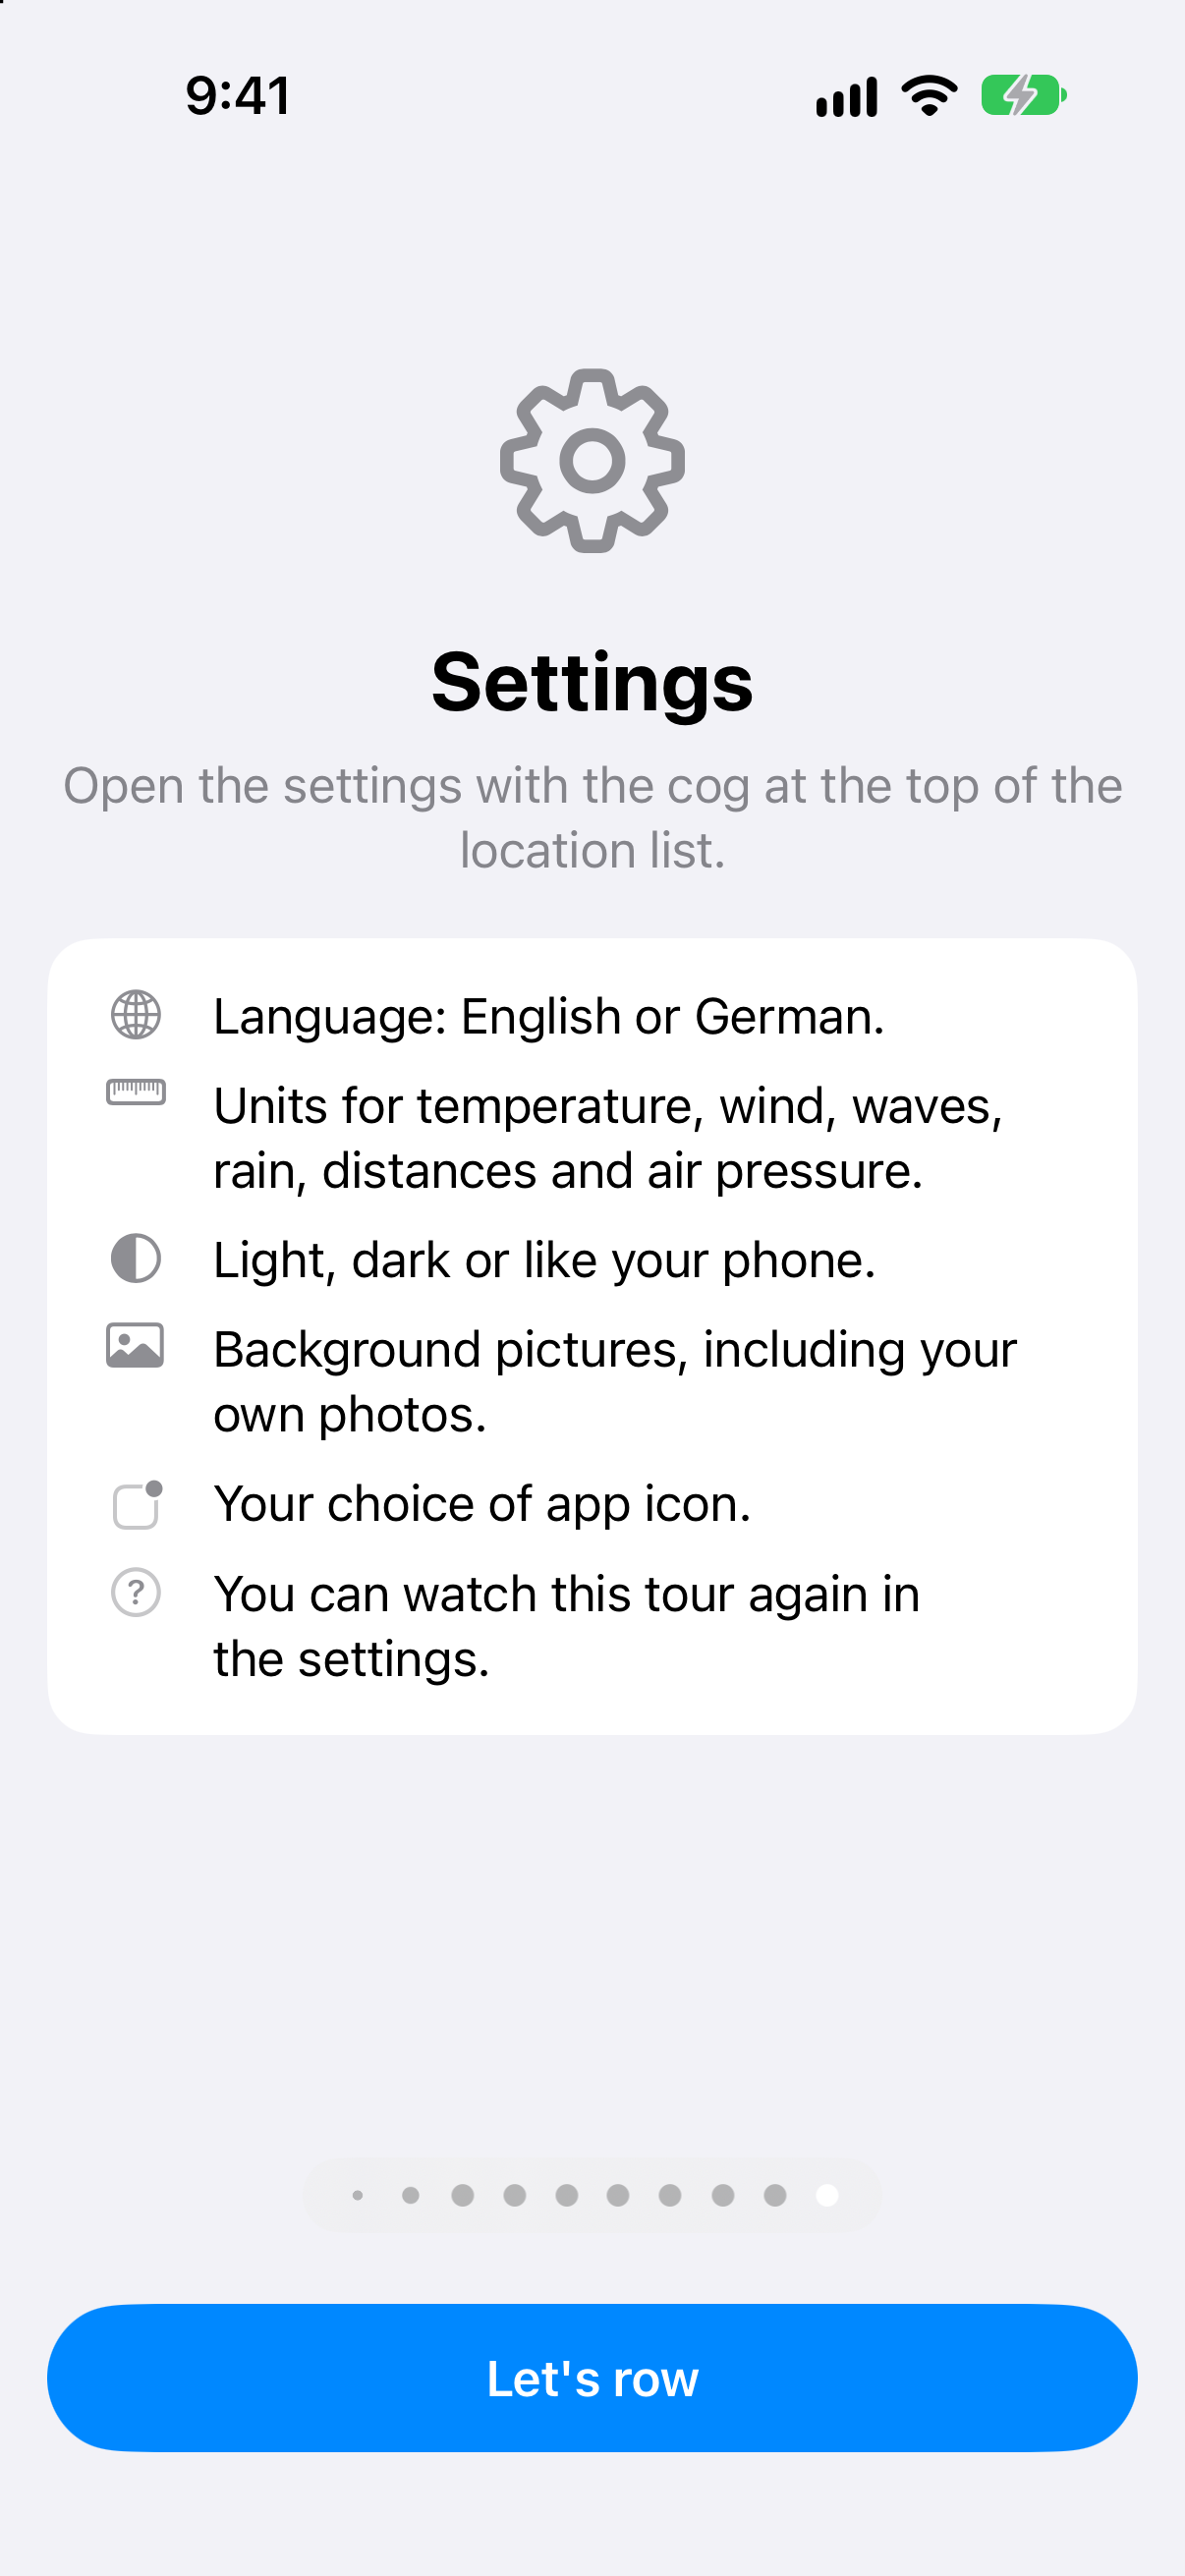 9:41
Settings
Open the settings with the cog at the top of the
location list.
Language: English or German.
Units for temperature, wind, waves,
rain, distances and air pressure.
Light, dark or like your phone.
Background pictures, including your
own photos.
Your choice of app icon.
?
You can watch this tour again in
the settings.
Let's row